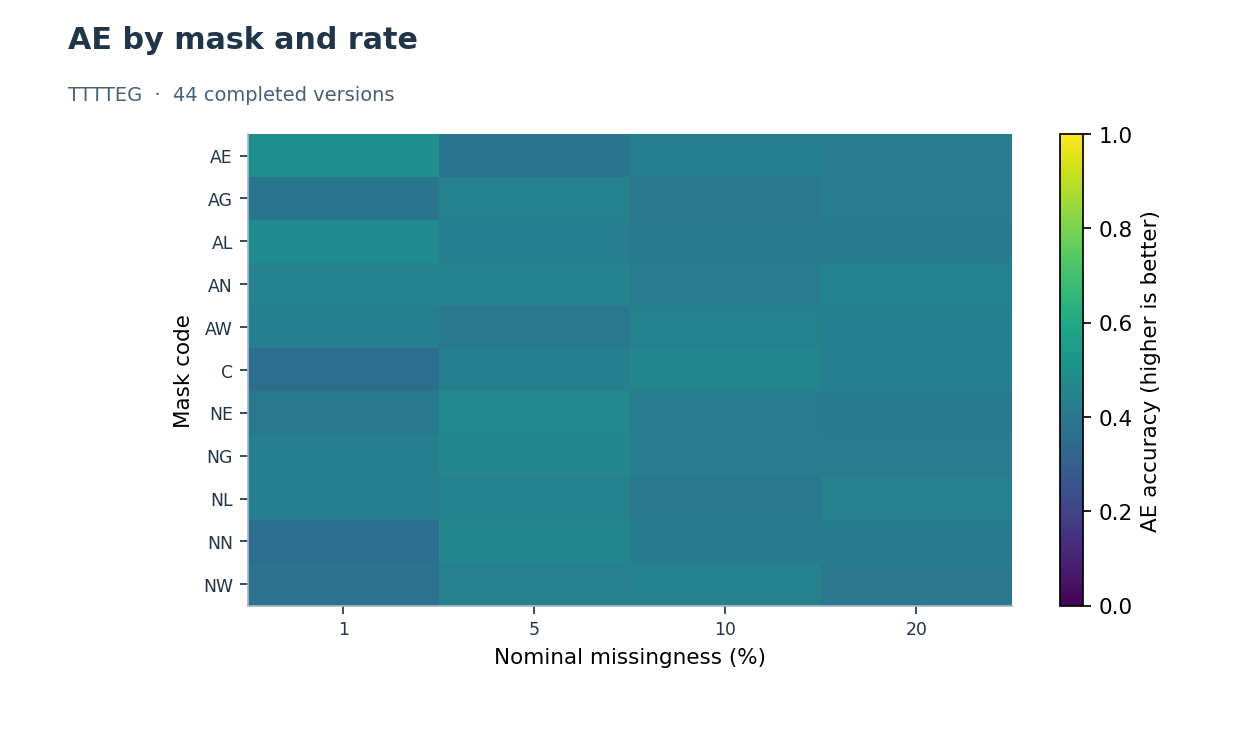 AE by mask and rate
TTTTEG · 44 completed versions
AE
AG
AL
AN
AW
C
NE
NG
NL
NN
NW
Mask code
1 5 10 20
Nominal missingness (%)
1.0
0.8
0.6
0.4
0.2
0.0
AE accuracy (higher is better)